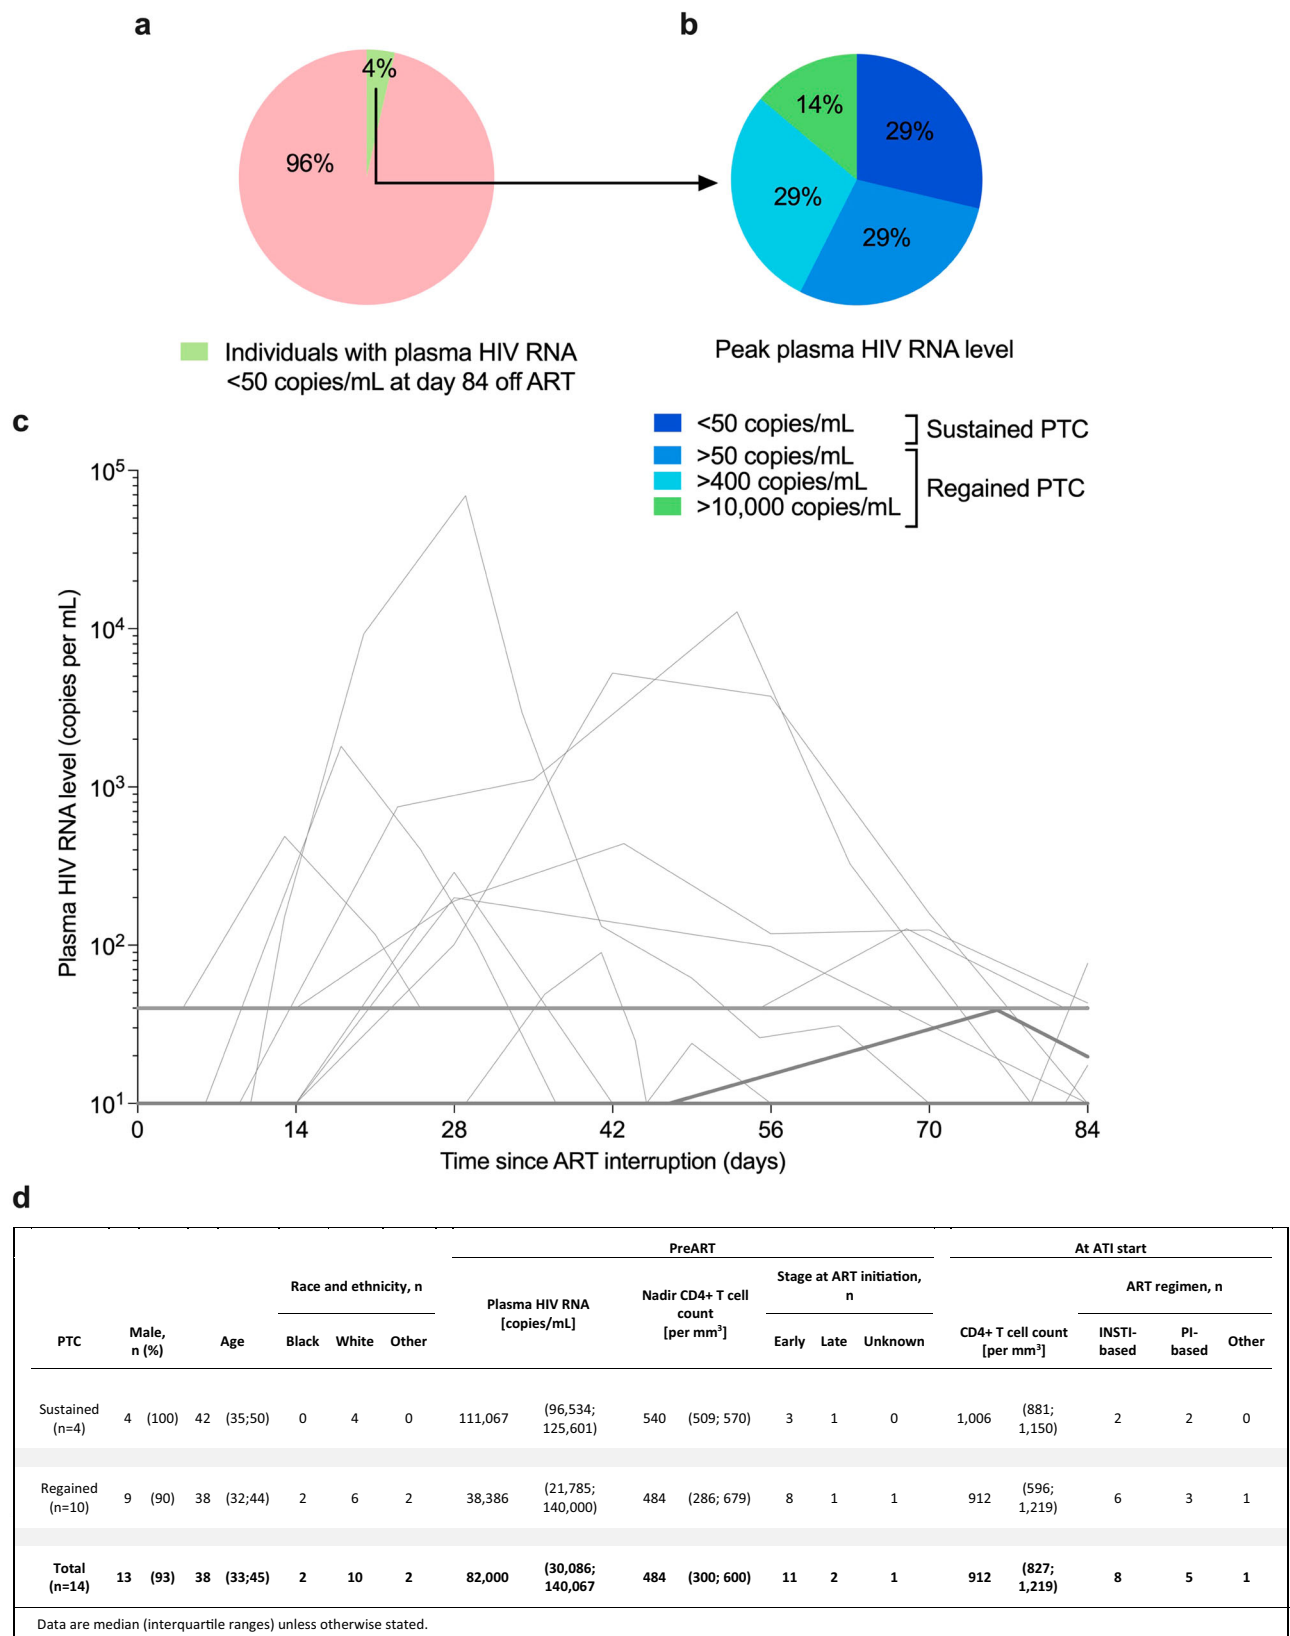 a
b
4%
96%
14%
29%
29%
29%
Individuals with plasma HIV RNA
<50 copies/mL at day 84 off ART
Peak plasma HIV RNA level
<50 copies/mL
Sustained PTC
>50 copies/mL
>400 copies/mL
>10,000 copies/mL
Regained PTC
c
Plasma HIV RNA level (copies per mL)
10⁵
10⁴
10³
10²
10¹
0 14 28 42 56 70 84
Time since ART interruption (days)
d
PreART At ATI start
Race and ethnicity, n Plasma HIV RNA [copies/mL] Nadir CD4+ T cell count [per mm³] Stage at ART initiation, n ART regimen, n
PTC Male, n (%) Age Black White Other Early Late Unknown CD4+ T cell count [per mm³] INSTI-based PI-based Other
Sustained (n=4) 4 (100) 42 (35;50) 0 4 0 111,067 (96,534; 125,601) 540 (509; 570) 3 1 0 1,006 (881; 1,150) 2 2 0
Regained (n=10) 9 (90) 38 (32;44) 2 6 2 38,386 (21,785; 140,000) 484 (286; 679) 8 1 1 912 (596; 1,219) 6 3 1
Total (n=14) 13 (93) 38 (33;45) 2 10 2 82,000 (30,086; 140,067 484 (300; 600) 11 2 1 912 (827; 1,219) 8 5 1
Data are median (interquartile ranges) unless otherwise stated.